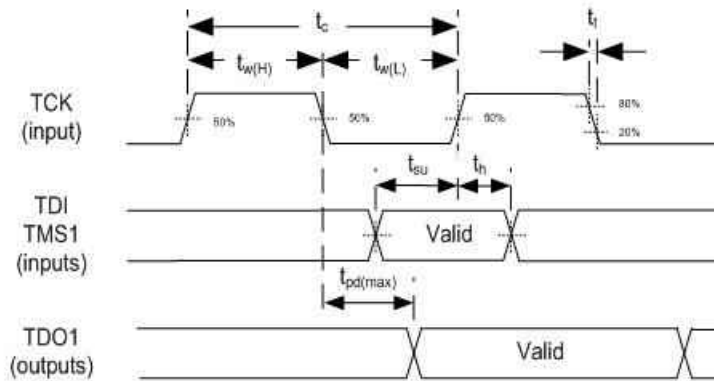 tc
tf
tw(H)
tw(L)
TCK
(input)
50%
50%
50%
80%
20%
tsu
th
TDI
TMS1
(inputs)
Valid
tpd(max)
TDO1
(outputs)
Valid